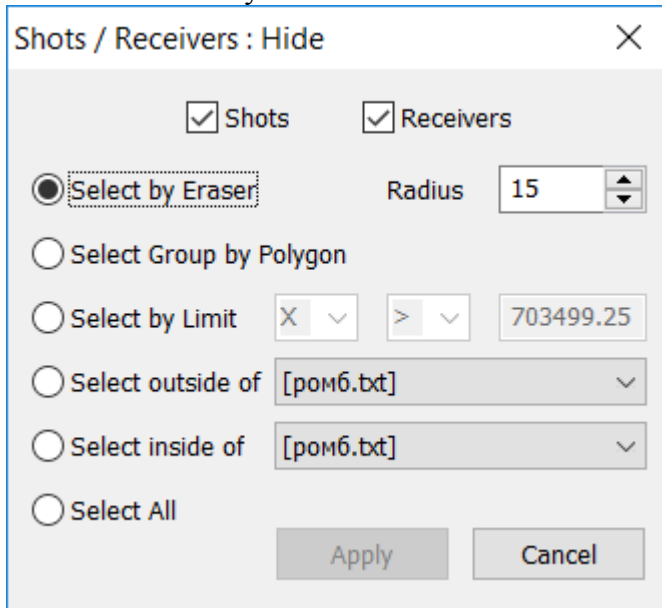 Shots / Receivers : Hide
Shots Receivers
Select by Eraser Radius 15
Select Group by Polygon
Select by Limit X > 703499.25
Select outside of [ромб.txt]
Select inside of [ромб.txt]
Select All
Apply Cancel